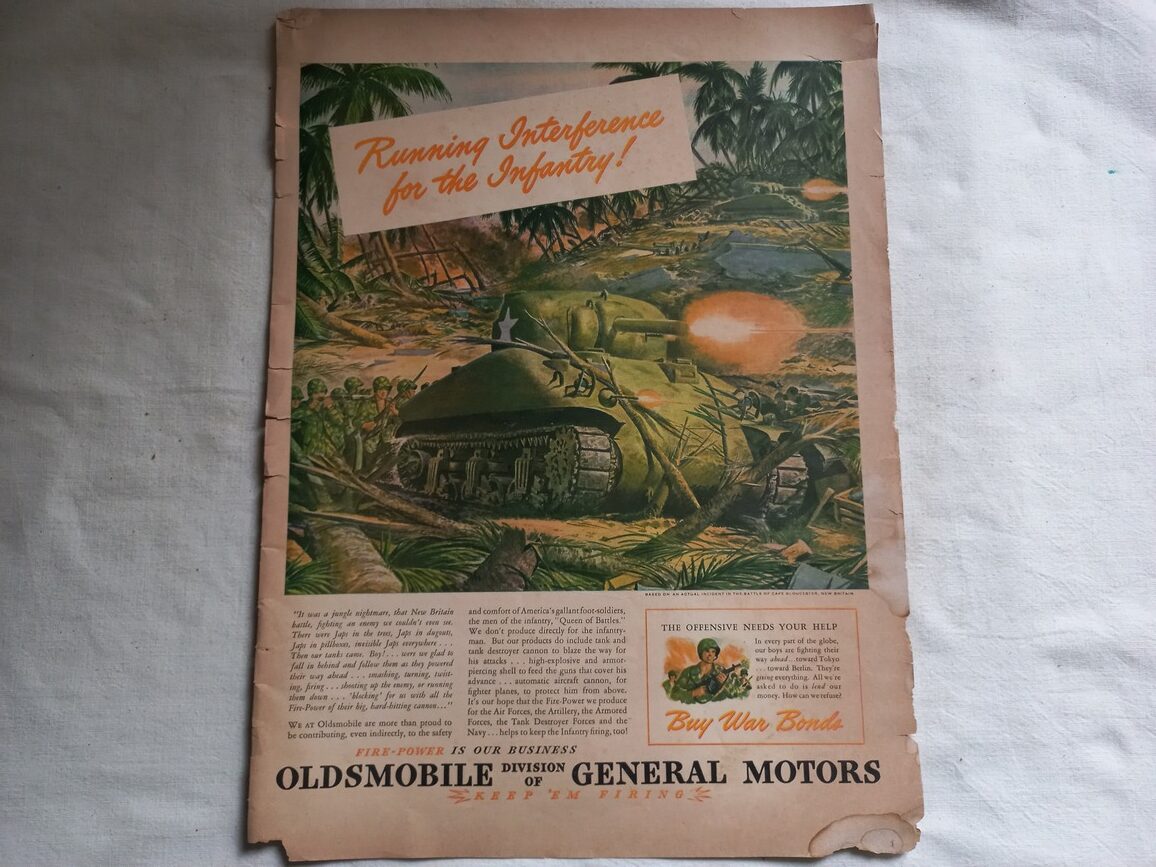 Running Interference
for the Infantry!
BASED ON AN ACTUAL INCIDENT IN THE BATTLE OF CAPE GLOUCESTER, NEW BRITAIN
"It was a jungle nightmare, that New Britain
battle, fighting an enemy we couldn't even see.
There were Japs in the trees, Japs in dugouts,
Japs in pillboxes, invisible Japs everywhere . . .
Then our tanks came. Boy! . . . were we glad to
fall in behind and follow them as they powered
their way ahead . . . smashing, turning, twist-
ing, firing . . . shooting up the enemy, or running
them down . . . 'blocking' for us with all the
Fire-Power of their big, hard-hitting cannon..."
WE AT Oldsmobile are more than proud to
be contributing, even indirectly, to the safety
and comfort of America's gallant foot-soldiers,
the men of the infantry, "Queen of Battles."
We don't produce directly for the infantry-
man. But our products do include tank and
tank destroyer cannon to blaze the way for
his attacks . . . high-explosive and armor-
piercing shell to feed the guns that cover his
advance . . . automatic aircraft cannon, for
fighter planes, to protect him from above.
It's our hope that the Fire-Power we produce
for the Air Forces, the Artillery, the Armored
Forces, the Tank Destroyer Forces and the
Navy . . . helps to keep the Infantry firing, too!
THE OFFENSIVE NEEDS YOUR HELP
In every part of the globe,
our boys are fighting their
way ahead...toward Tokyo
. . . toward Berlin. They're
giving everything. All we're
asked to do is lend our
money. How can we refuse?
Buy War Bonds
FIRE-POWER IS OUR BUSINESS
OLDSMOBILE DIVISION OF GENERAL MOTORS
KEEP 'EM FIRING